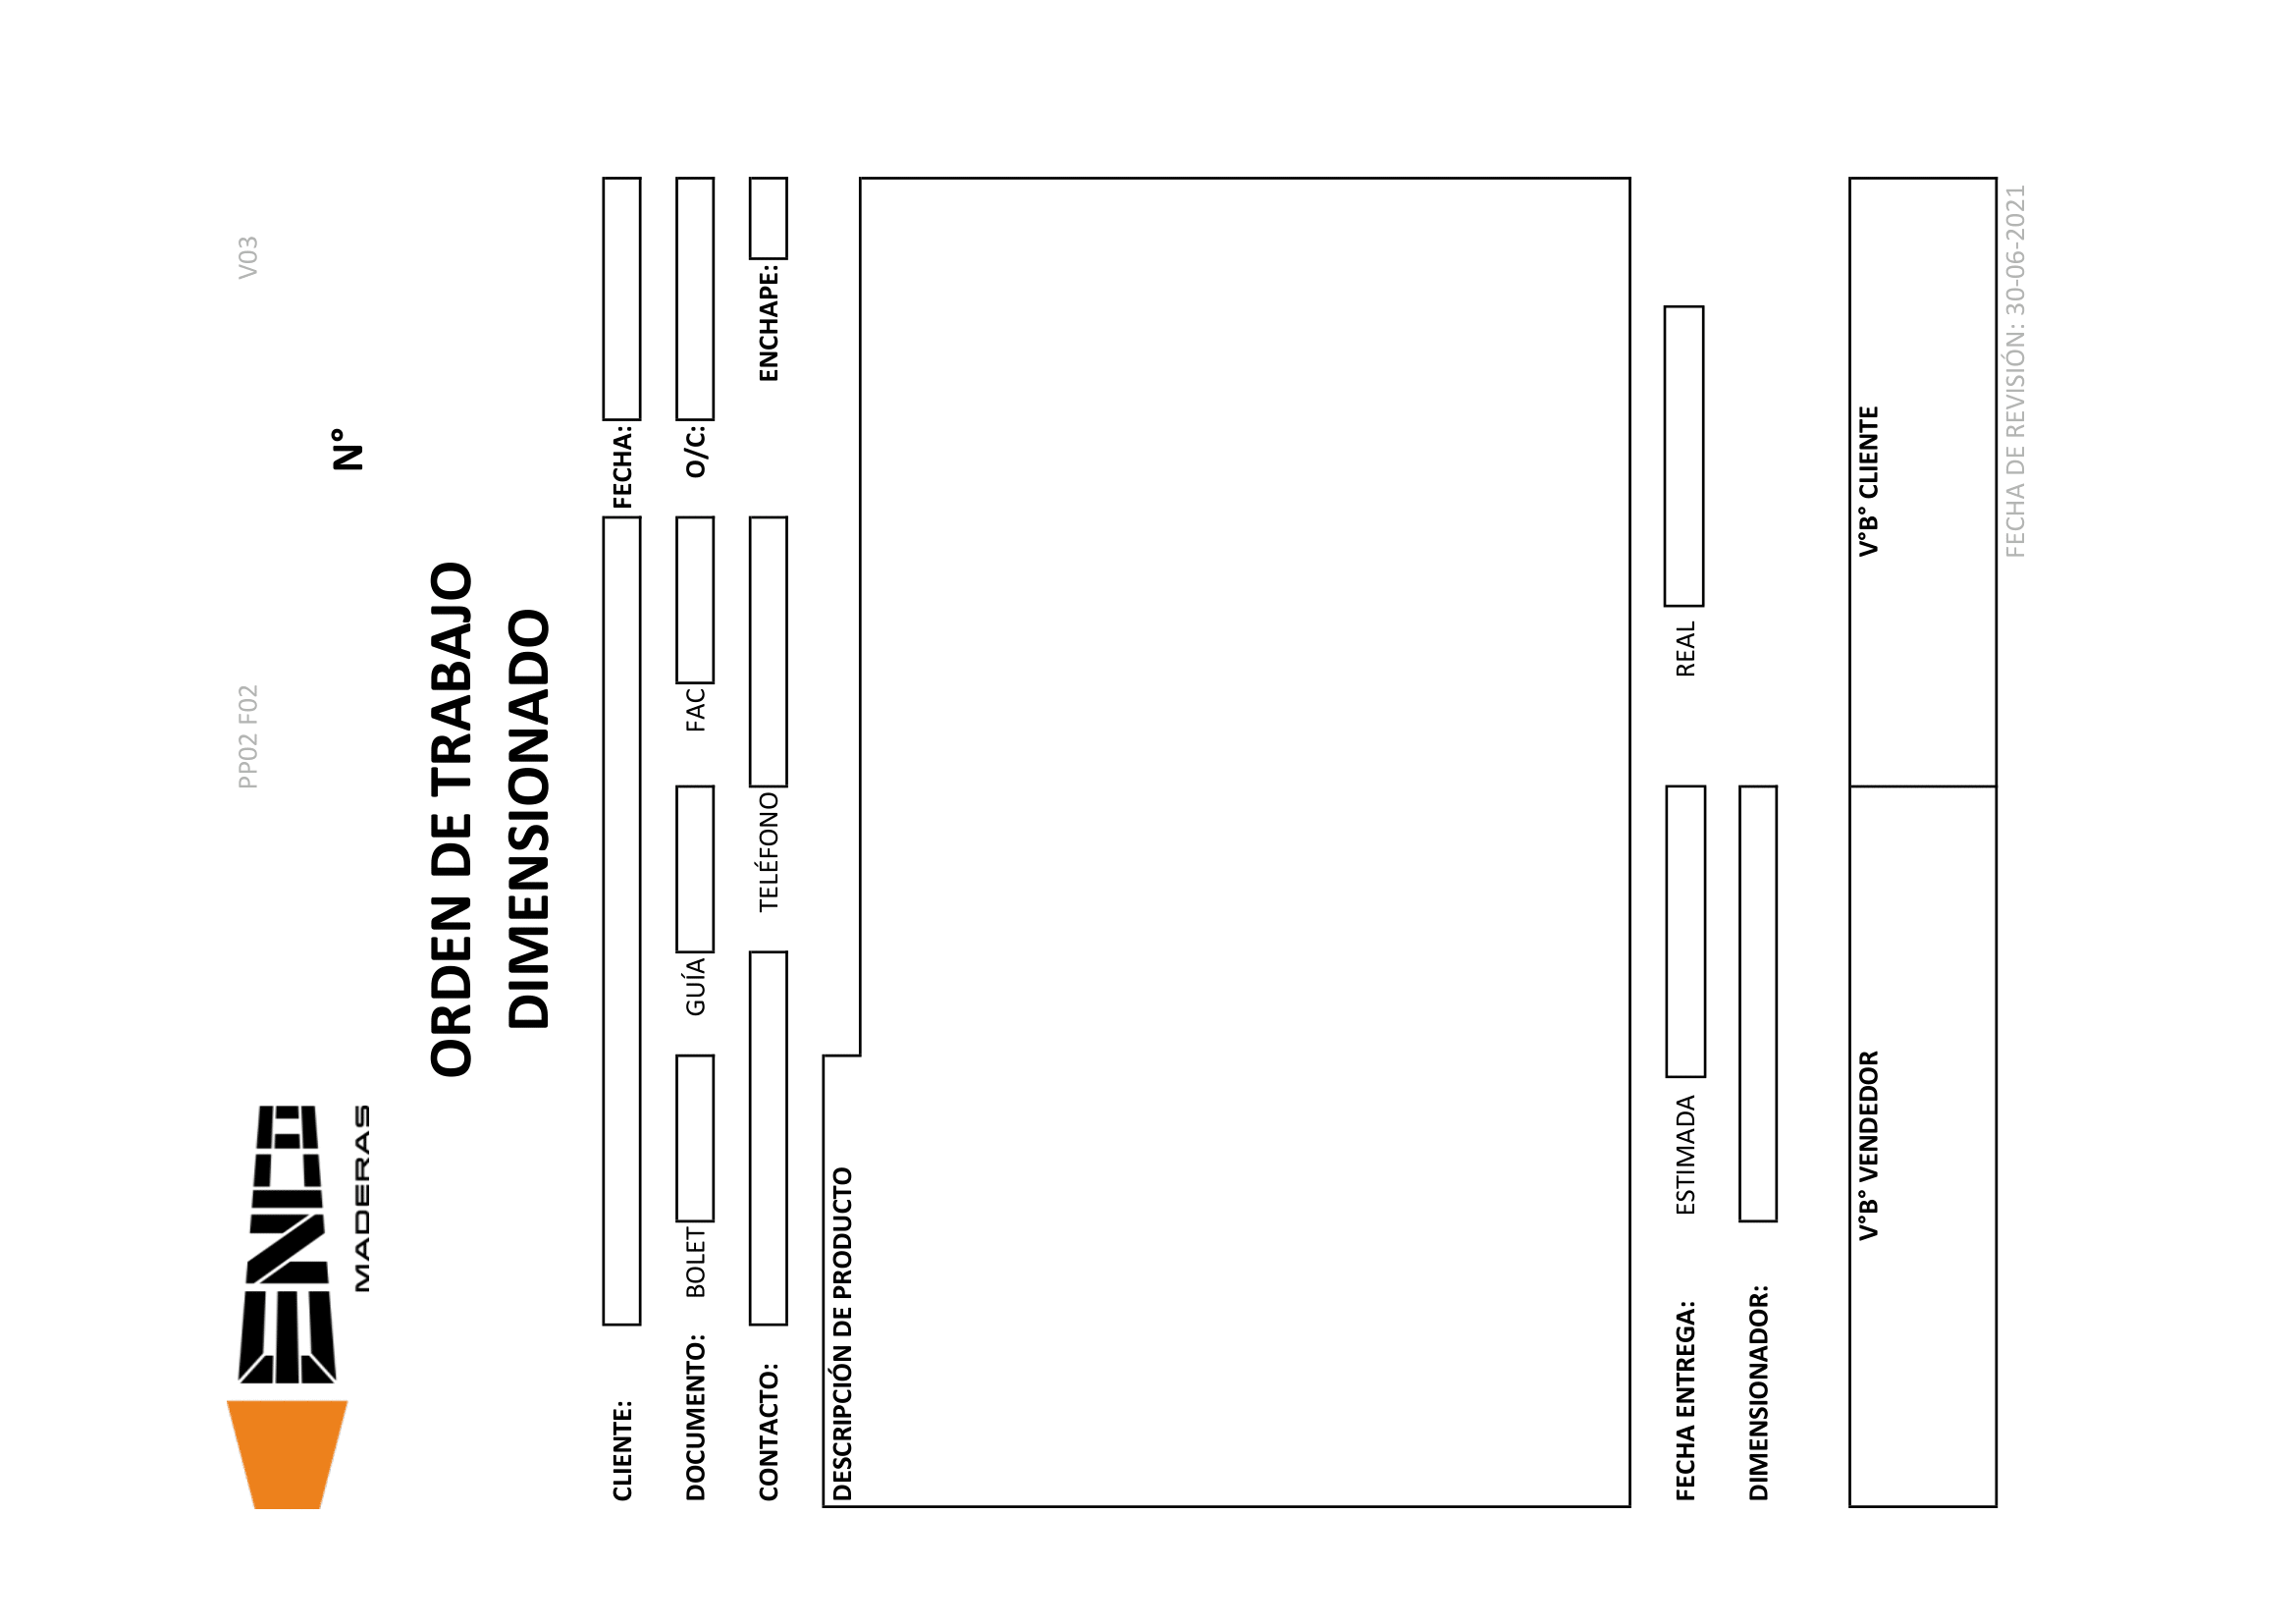 PP02 F02 V03
ENCO
MADERAS
N°
ORDEN DE TRABAJO
DIMENSIONADO
CLIENTE: FECHA:
DOCUMENTO: BOLET GUÍA FAC O/C:
CONTACTO: TELÉFONO ENCHAPE:
DESCRIPCIÓN DE PRODUCTO
FECHA ENTREGA: ESTIMADA REAL
DIMENSIONADOR:
V°B° VENDEDOR V°B° CLIENTE
FECHA DE REVISIÓN: 30-06-2021